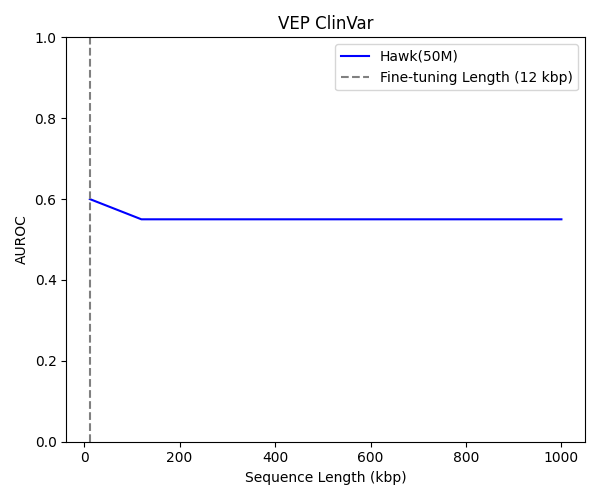 VEP ClinVar
Hawk(50M)
Fine-tuning Length (12 kbp)
AUROC
1.0
0.8
0.6
0.4
0.2
0.0
0 200 400 600 800 1000
Sequence Length (kbp)